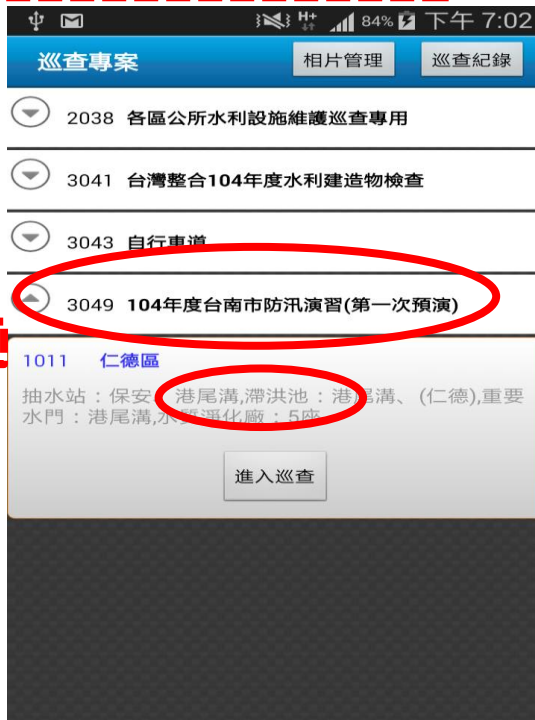 84% 下午 7:02
巡查專案 相片管理 巡查紀錄
2038 各區公所水利設施維護巡查專用
3041 台灣整合104年度水利建造物檢查
3043 自行車道
3049 104年度台南市防汛演習(第一次預演)
1011 仁德區
抽水站：保安、港尾溝,滯洪池：港尾溝、(仁德),重要
水門：港尾溝,水質淨化廠：5座
進入巡查